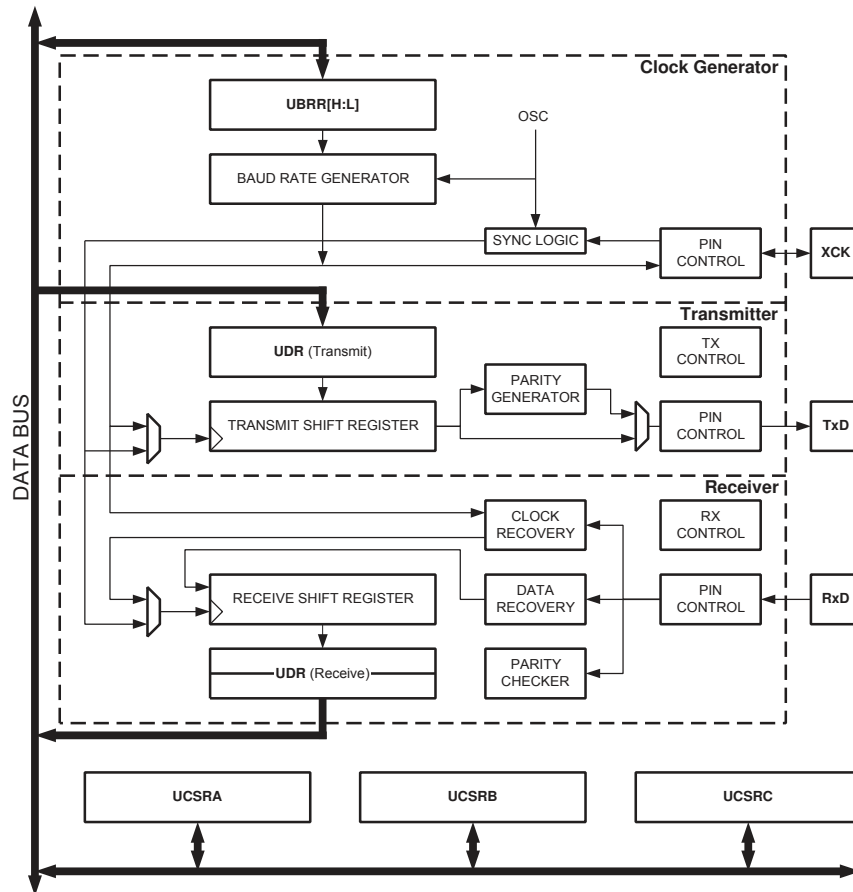 Clock Generator
UBRR[H:L]
OSC
BAUD RATE GENERATOR
SYNC LOGIC
PIN
CONTROL
XCK
Transmitter
UDR (Transmit)
TX
CONTROL
PARITY
GENERATOR
TRANSMIT SHIFT REGISTER
PIN
CONTROL
TxD
DATA BUS
Receiver
CLOCK
RECOVERY
RX
CONTROL
RECEIVE SHIFT REGISTER
DATA
RECOVERY
PIN
CONTROL
RxD
UDR (Receive)
PARITY
CHECKER
UCSRA
UCSRB
UCSRC